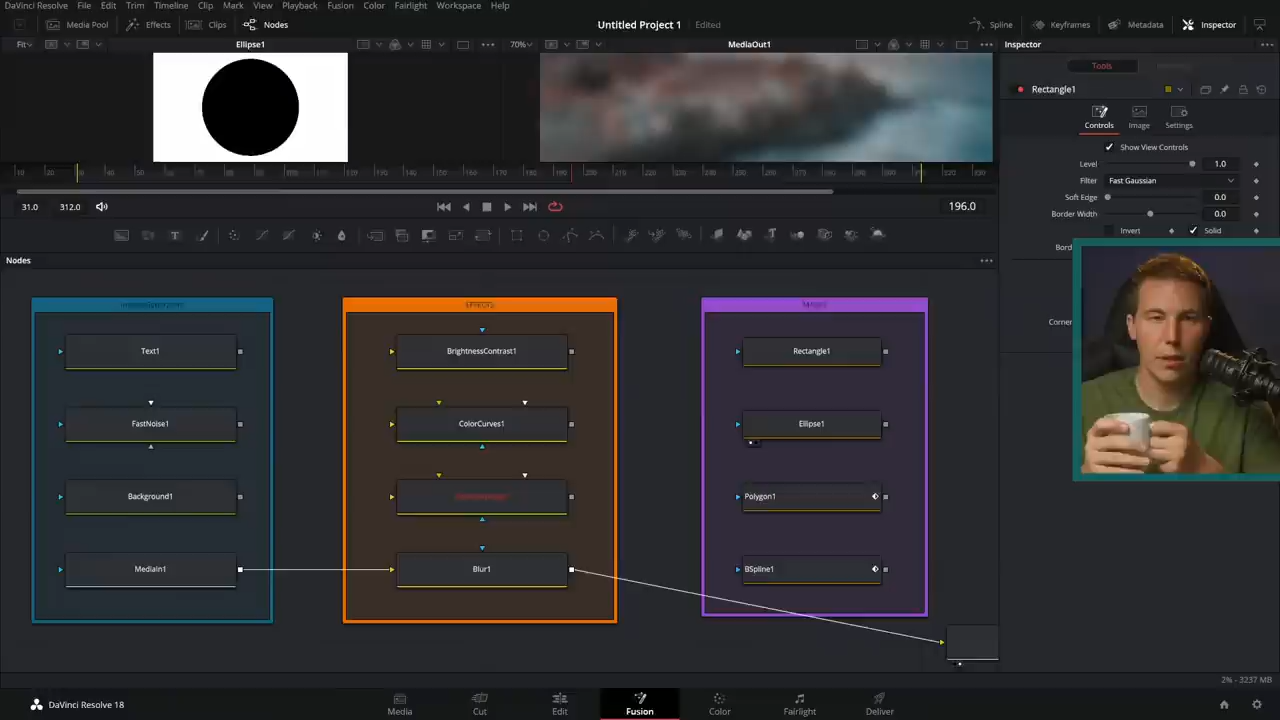 DaVinci Resolve File Edit Trim Timeline Clip Mark View Playback Fusion Color Fairlight Workspace Help
Media Pool Effects Clips Nodes Untitled Project 1 Edited Spline Keyframes Metadata Inspector
Fit Ellipse1 70% MediaOut1 Inspector
Tools
Rectangle1
Controls Image Settings
Show View Controls
Level 1.0
Filter Fast Gaussian
Soft Edge 0.0
Border Width 0.0
Invert Solid
Bord
Corner
31.0 312.0 196.0
Nodes
EFFECTS
Text1 BrightnessContrast1 Rectangle1
FastNoise1 ColorCurves1 Ellipse1
Background1 Polygon1
MediaIn1 Blur1 BSpline1
2% - 3237 MB
DaVinci Resolve 18 Media Cut Edit Fusion Color Fairlight Deliver